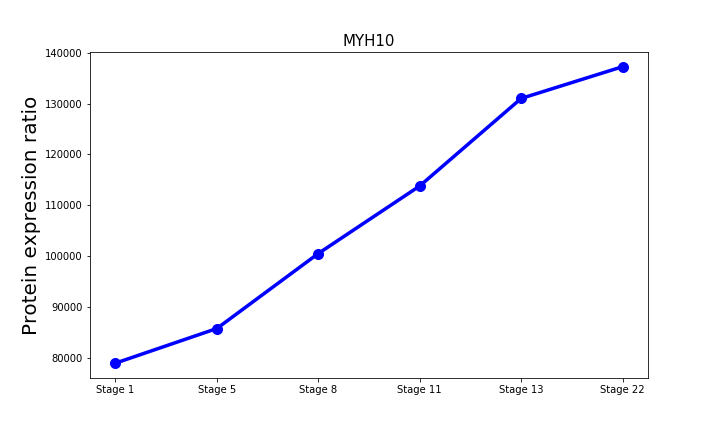 MYH10
Protein expression ratio
140000
130000
120000
110000
100000
90000
80000
Stage 1
Stage 5
Stage 8
Stage 11
Stage 13
Stage 22